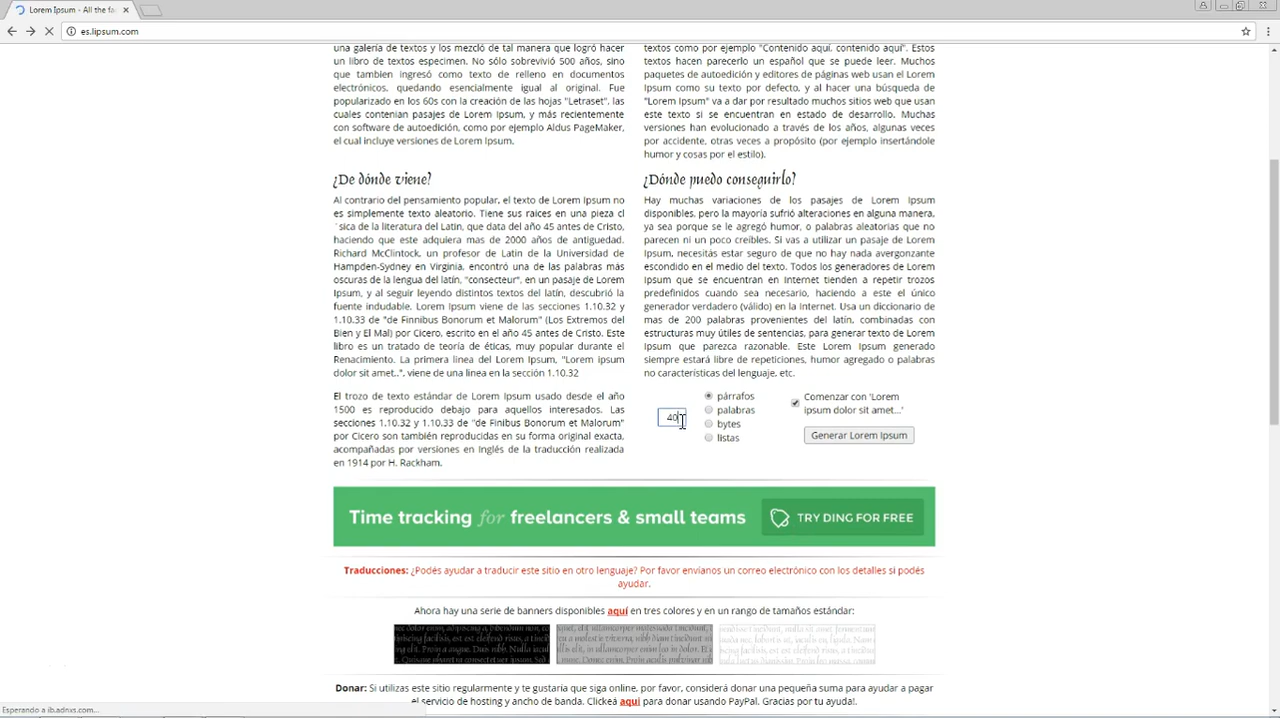 Lorem Ipsum - All the fa
es.lipsum.com
una galería de textos y los mezcló de tal manera que logró hacer
un libro de textos especimen. No sólo sobrevivió 500 años, sino
que tambien ingresó como texto de relleno en documentos
electrónicos, quedando esencialmente igual al original. Fue
popularizado en los 60s con la creación de las hojas "Letraset", las
cuales contenian pasajes de Lorem Ipsum, y más recientemente
con software de autoedición, como por ejemplo Aldus PageMaker,
el cual incluye versiones de Lorem Ipsum.
textos como por ejemplo "Contenido aquí, contenido aquí". Estos
textos hacen parecerlo un español que se puede leer. Muchos
paquetes de autoedición y editores de páginas web usan el Lorem
Ipsum como su texto por defecto, y al hacer una búsqueda de
"Lorem Ipsum" va a dar por resultado muchos sitios web que usan
este texto si se encuentran en estado de desarrollo. Muchas
versiones han evolucionado a través de los años, algunas veces
por accidente, otras veces a propósito (por ejemplo insertándole
humor y cosas por el estilo).
¿De dónde viene?
Al contrario del pensamiento popular, el texto de Lorem Ipsum no
es simplemente texto aleatorio. Tiene sus raices en una pieza cl
´sica de la literatura del Latin, que data del año 45 antes de Cristo,
haciendo que este adquiera mas de 2000 años de antiguedad.
Richard McClintock, un profesor de Latin de la Universidad de
Hampden-Sydney en Virginia, encontró una de las palabras más
oscuras de la lengua del latín, "consecteur", en un pasaje de Lorem
Ipsum, y al seguir leyendo distintos textos del latín, descubrió la
fuente indudable. Lorem Ipsum viene de las secciones 1.10.32 y
1.10.33 de "de Finnibus Bonorum et Malorum" (Los Extremos del
Bien y El Mal) por Cicero, escrito en el año 45 antes de Cristo. Este
libro es un tratado de teoría de éticas, muy popular durante el
Renacimiento. La primera linea del Lorem Ipsum, "Lorem ipsum
dolor sit amet..", viene de una linea en la sección 1.10.32
El trozo de texto estándar de Lorem Ipsum usado desde el año
1500 es reproducido debajo para aquellos interesados. Las
secciones 1.10.32 y 1.10.33 de "de Finibus Bonorum et Malorum"
por Cicero son también reproducidas en su forma original exacta,
acompañadas por versiones en Inglés de la traducción realizada
en 1914 por H. Rackham.
¿Dónde puedo conseguirlo?
Hay muchas variaciones de los pasajes de Lorem Ipsum
disponibles, pero la mayoría sufrió alteraciones en alguna manera,
ya sea porque se le agregó humor, o palabras aleatorias que no
parecen ni un poco creíbles. Si vas a utilizar un pasaje de Lorem
Ipsum, necesitás estar seguro de que no hay nada avergonzante
escondido en el medio del texto. Todos los generadores de Lorem
Ipsum que se encuentran en Internet tienden a repetir trozos
predefinidos cuando sea necesario, haciendo a este el único
generador verdadero (válido) en la Internet. Usa un diccionario de
mas de 200 palabras provenientes del latín, combinadas con
estructuras muy útiles de sentencias, para generar texto de Lorem
Ipsum que parezca razonable. Este Lorem Ipsum generado
siempre estará libre de repeticiones, humor agregado o palabras
no características del lenguaje, etc.
40
párrafos
palabras
bytes
listas
Comenzar con 'Lorem
ipsum dolor sit amet...'
Generar Lorem Ipsum
Time tracking for freelancers & small teams
TRY DING FOR FREE
Traducciones: ¿Podés ayudar a traducir este sitio en otro lenguaje? Por favor envíanos un correo electrónico con los detalles si podés
ayudar.
Ahora hay una serie de banners disponibles aquí en tres colores y en un rango de tamaños estándar:
Donar: Si utilizas este sitio regularmente y te gustaría que siga online, por favor, considerá donar una pequeña suma para ayudar a pagar
el servicio de hosting y ancho de banda. Clickeá aquí para donar usando PayPal. Gracias por tu ayuda!.
Esperando a ib.adnxs.com...